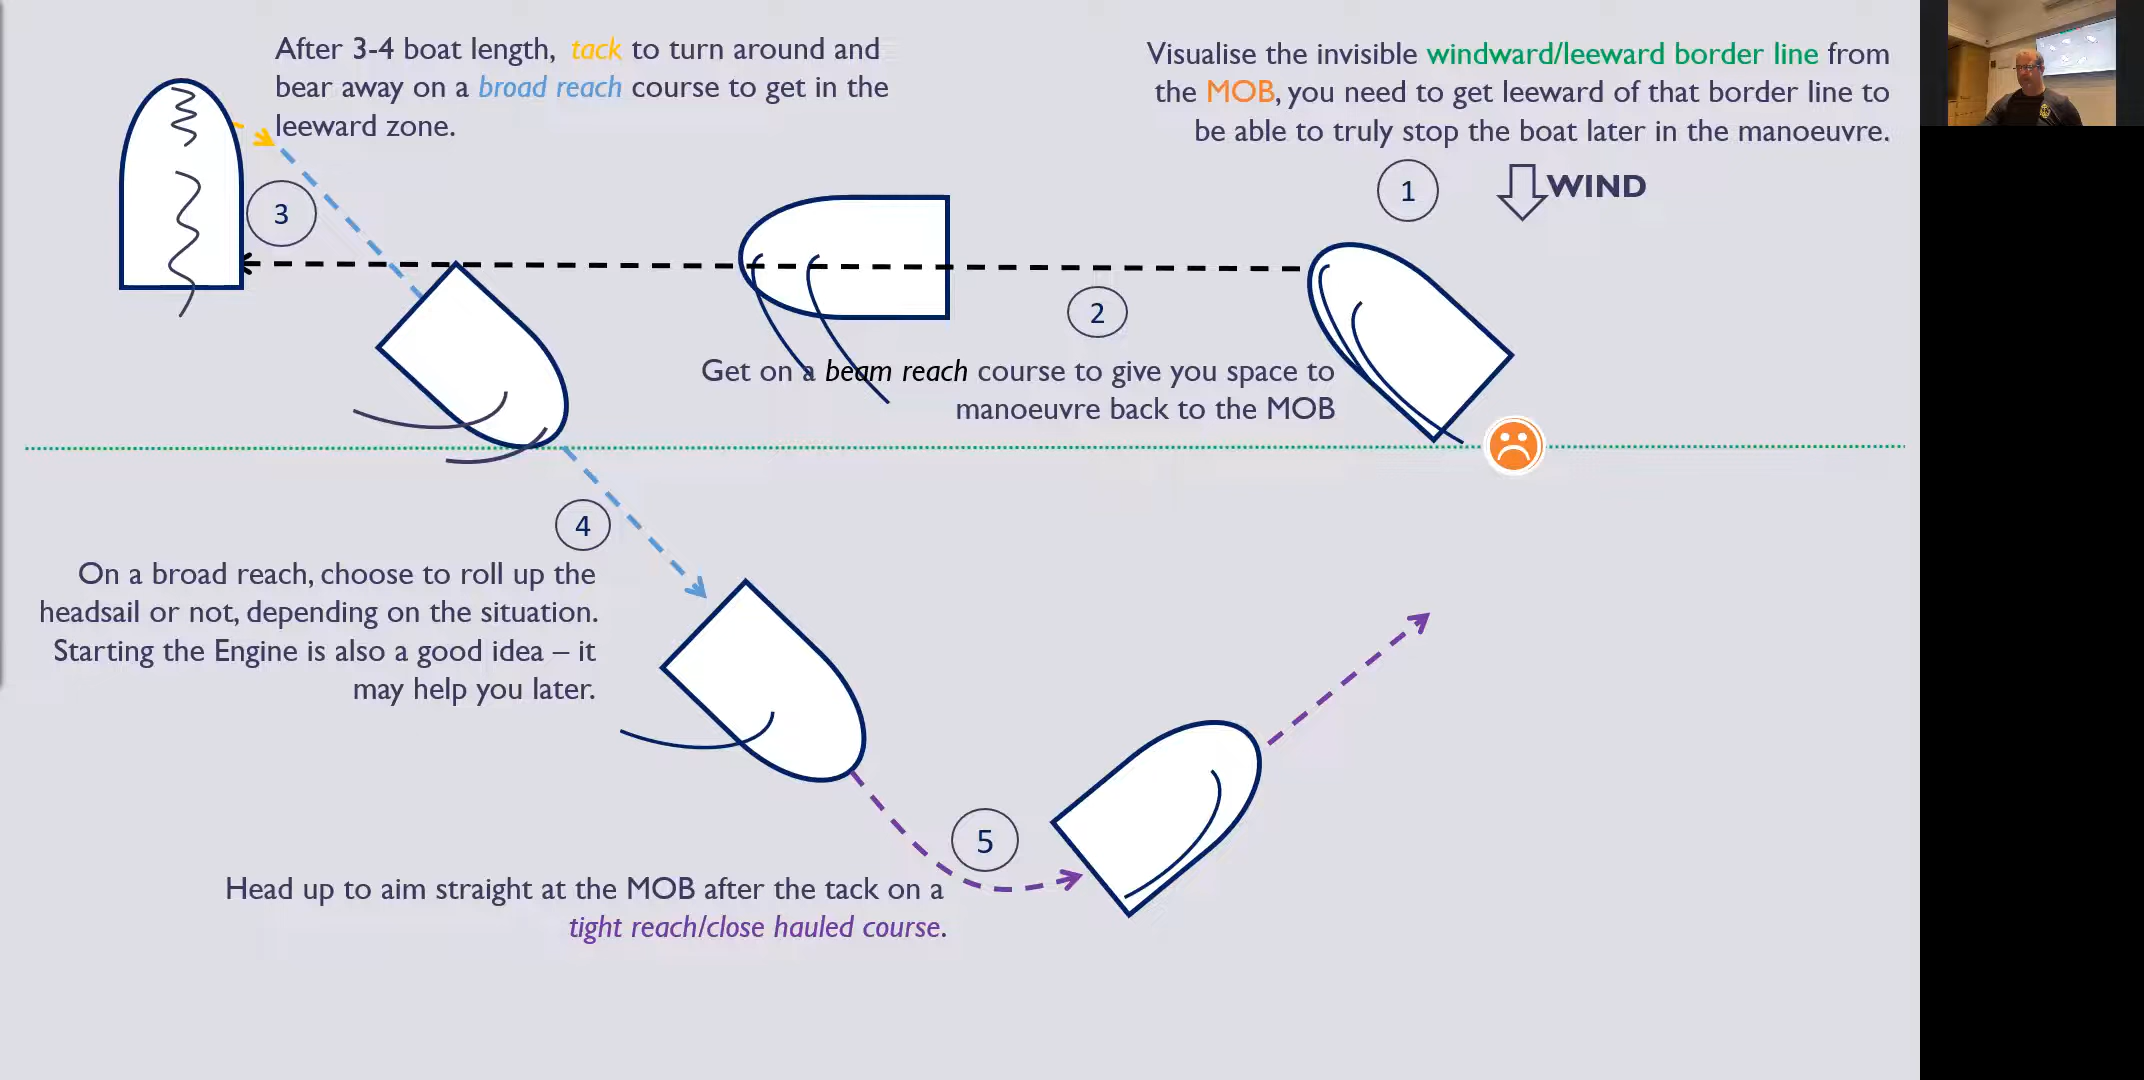 After 3-4 boat length, tack to turn around and
bear away on a broad reach course to get in the
leeward zone.
Visualise the invisible windward/leeward border line from
the MOB, you need to get leeward of that border line to
be able to truly stop the boat later in the manoeuvre.
1
WIND
3
2
Get on a beam reach course to give you space to
manoeuvre back to the MOB
4
On a broad reach, choose to roll up the
headsail or not, depending on the situation.
Starting the Engine is also a good idea – it
may help you later.
5
Head up to aim straight at the MOB after the tack on a
tight reach/close hauled course.